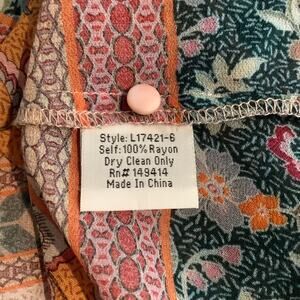 Style: L17421-6
Self: 100% Rayon
Dry Clean Only
Rn# 149414
Made In China